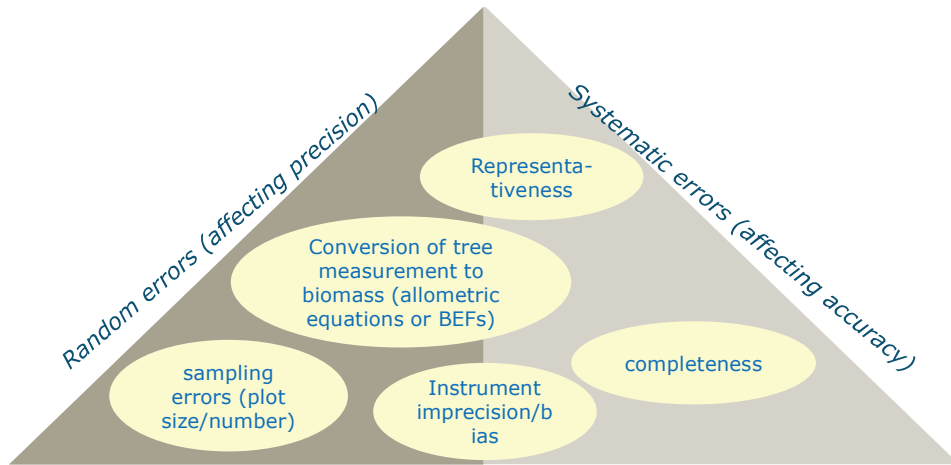 Random errors (affecting precision)
Systematic errors (affecting accuracy)
Representa-
tiveness
Conversion of tree
measurement to
biomass (allometric
equations or BEFs)
sampling
errors (plot
size/number)
Instrument
imprecision/b
ias
completeness